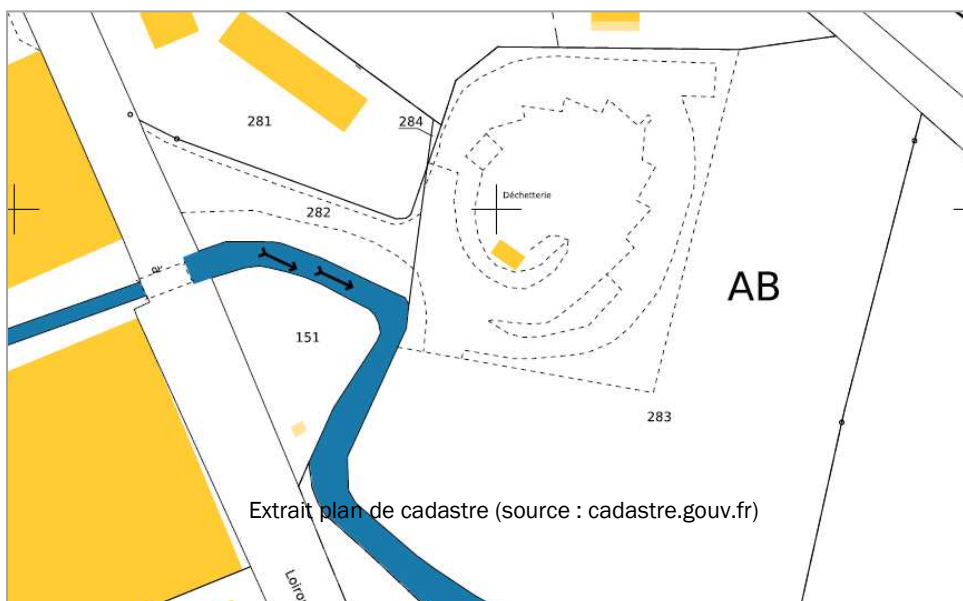 281
284
Déchetterie
282
AB
151
283
Extrait plan de cadastre (source : cadastre.gouv.fr)